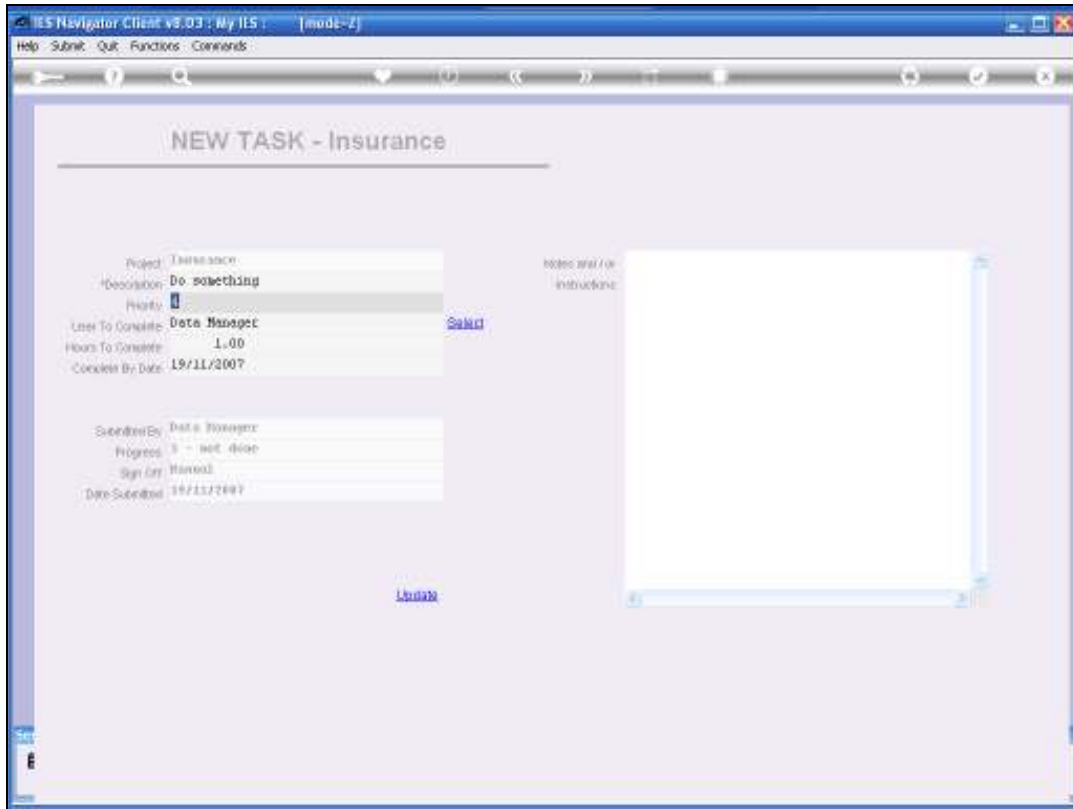 IES Navigator Client v8.03 : My IES : [mode-Z]
Help Submit Quit Functions Commands
NEW TASK - Insurance
Project Insurance
*Description Do something
Priority 4
User To Complete Data Manager Select
Hours To Complete 1.00
Complete By Date 19/11/2007
Notes and / or
instructions
Submitted By Data Manager
Progress - not done
Sign Off Manual
Date Submitted 19/11/2007
Update